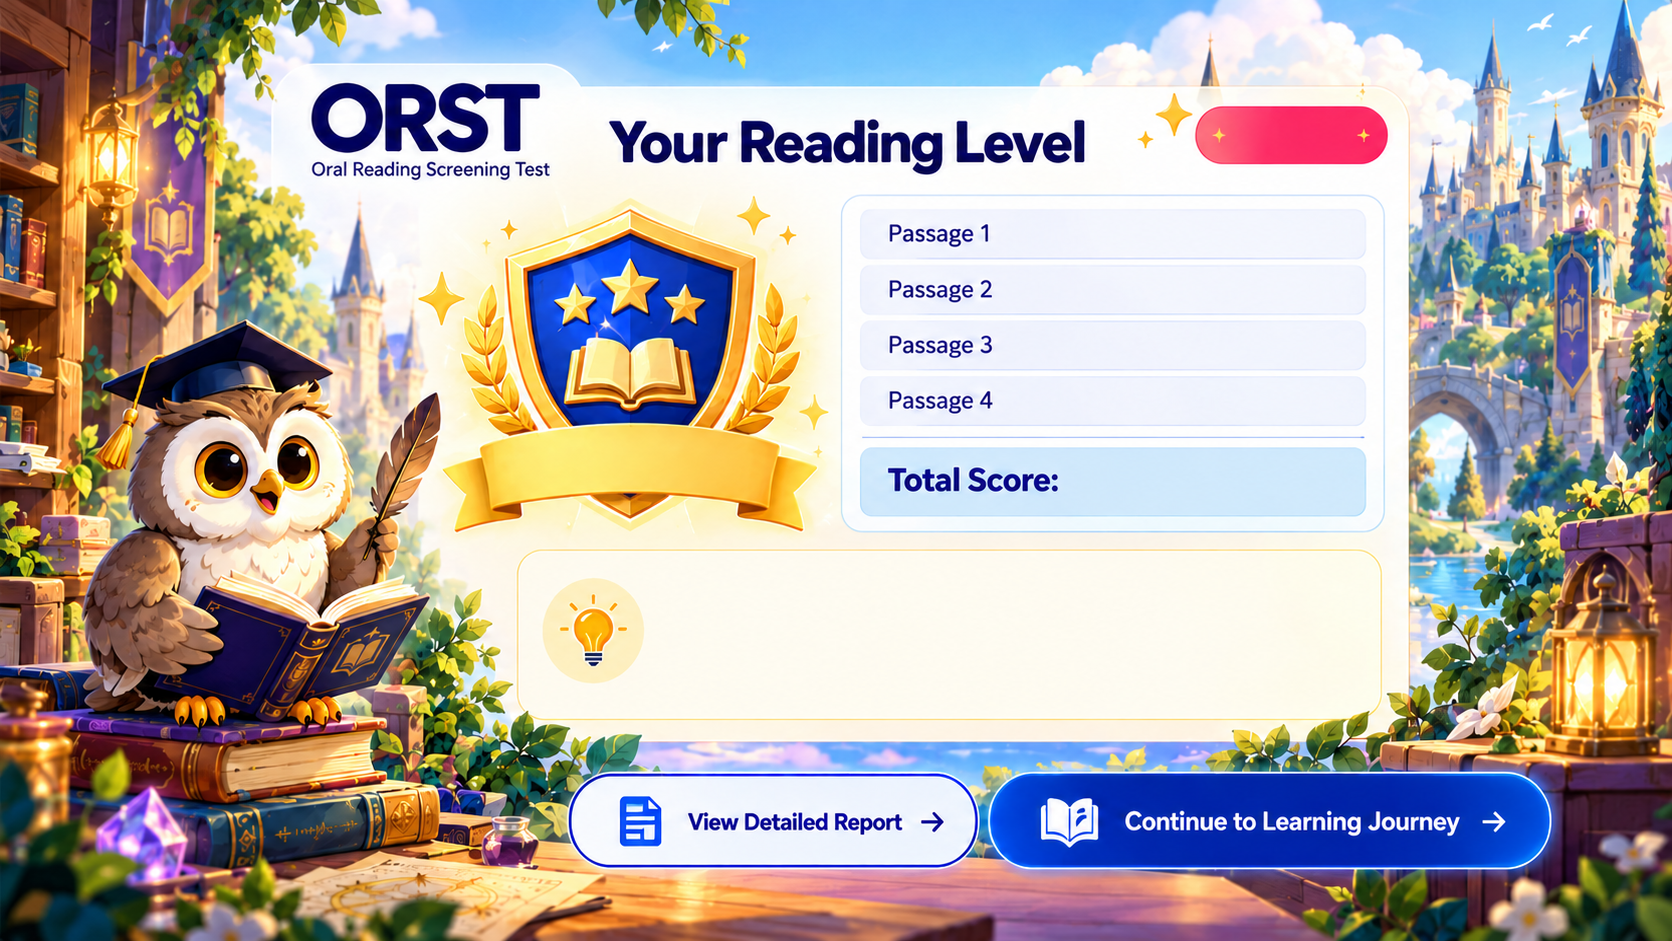 ORST
Oral Reading Screening Test
Your Reading Level
Passage 1
Passage 2
Passage 3
Passage 4
Total Score:
View Detailed Report →
Continue to Learning Journey →